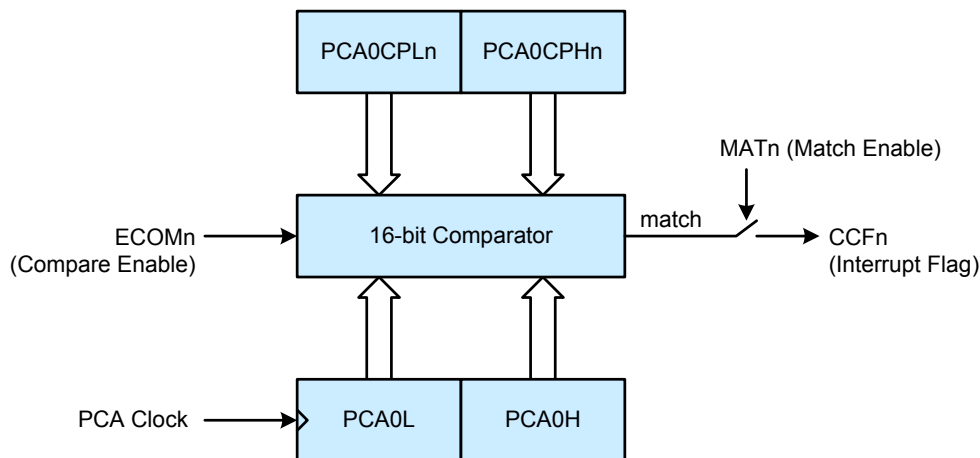 PCA0CPLn
PCA0CPHn
MATn (Match Enable)
ECOMn
(Compare Enable)
16-bit Comparator
match
CCFn
(Interrupt Flag)
PCA Clock
PCA0L
PCA0H